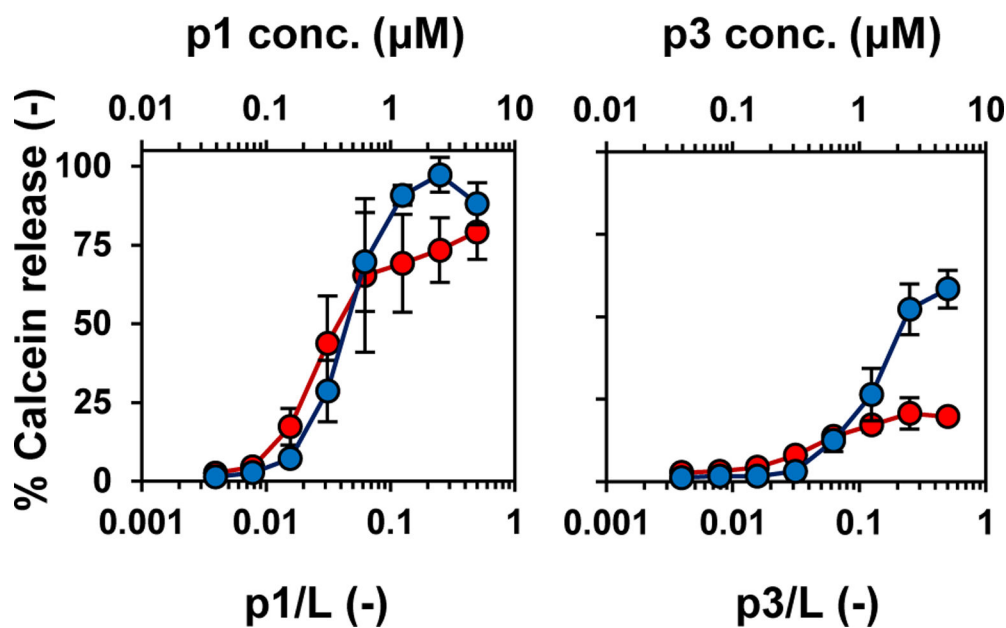 p1 conc. (µM)
0.01 0.1 1 10
% Calcein release (-)
100
75
50
25
0
0.001 0.01 0.1 1
p1/L (-)
p3 conc. (µM)
0.01 0.1 1 10
0.001 0.01 0.1 1
p3/L (-)